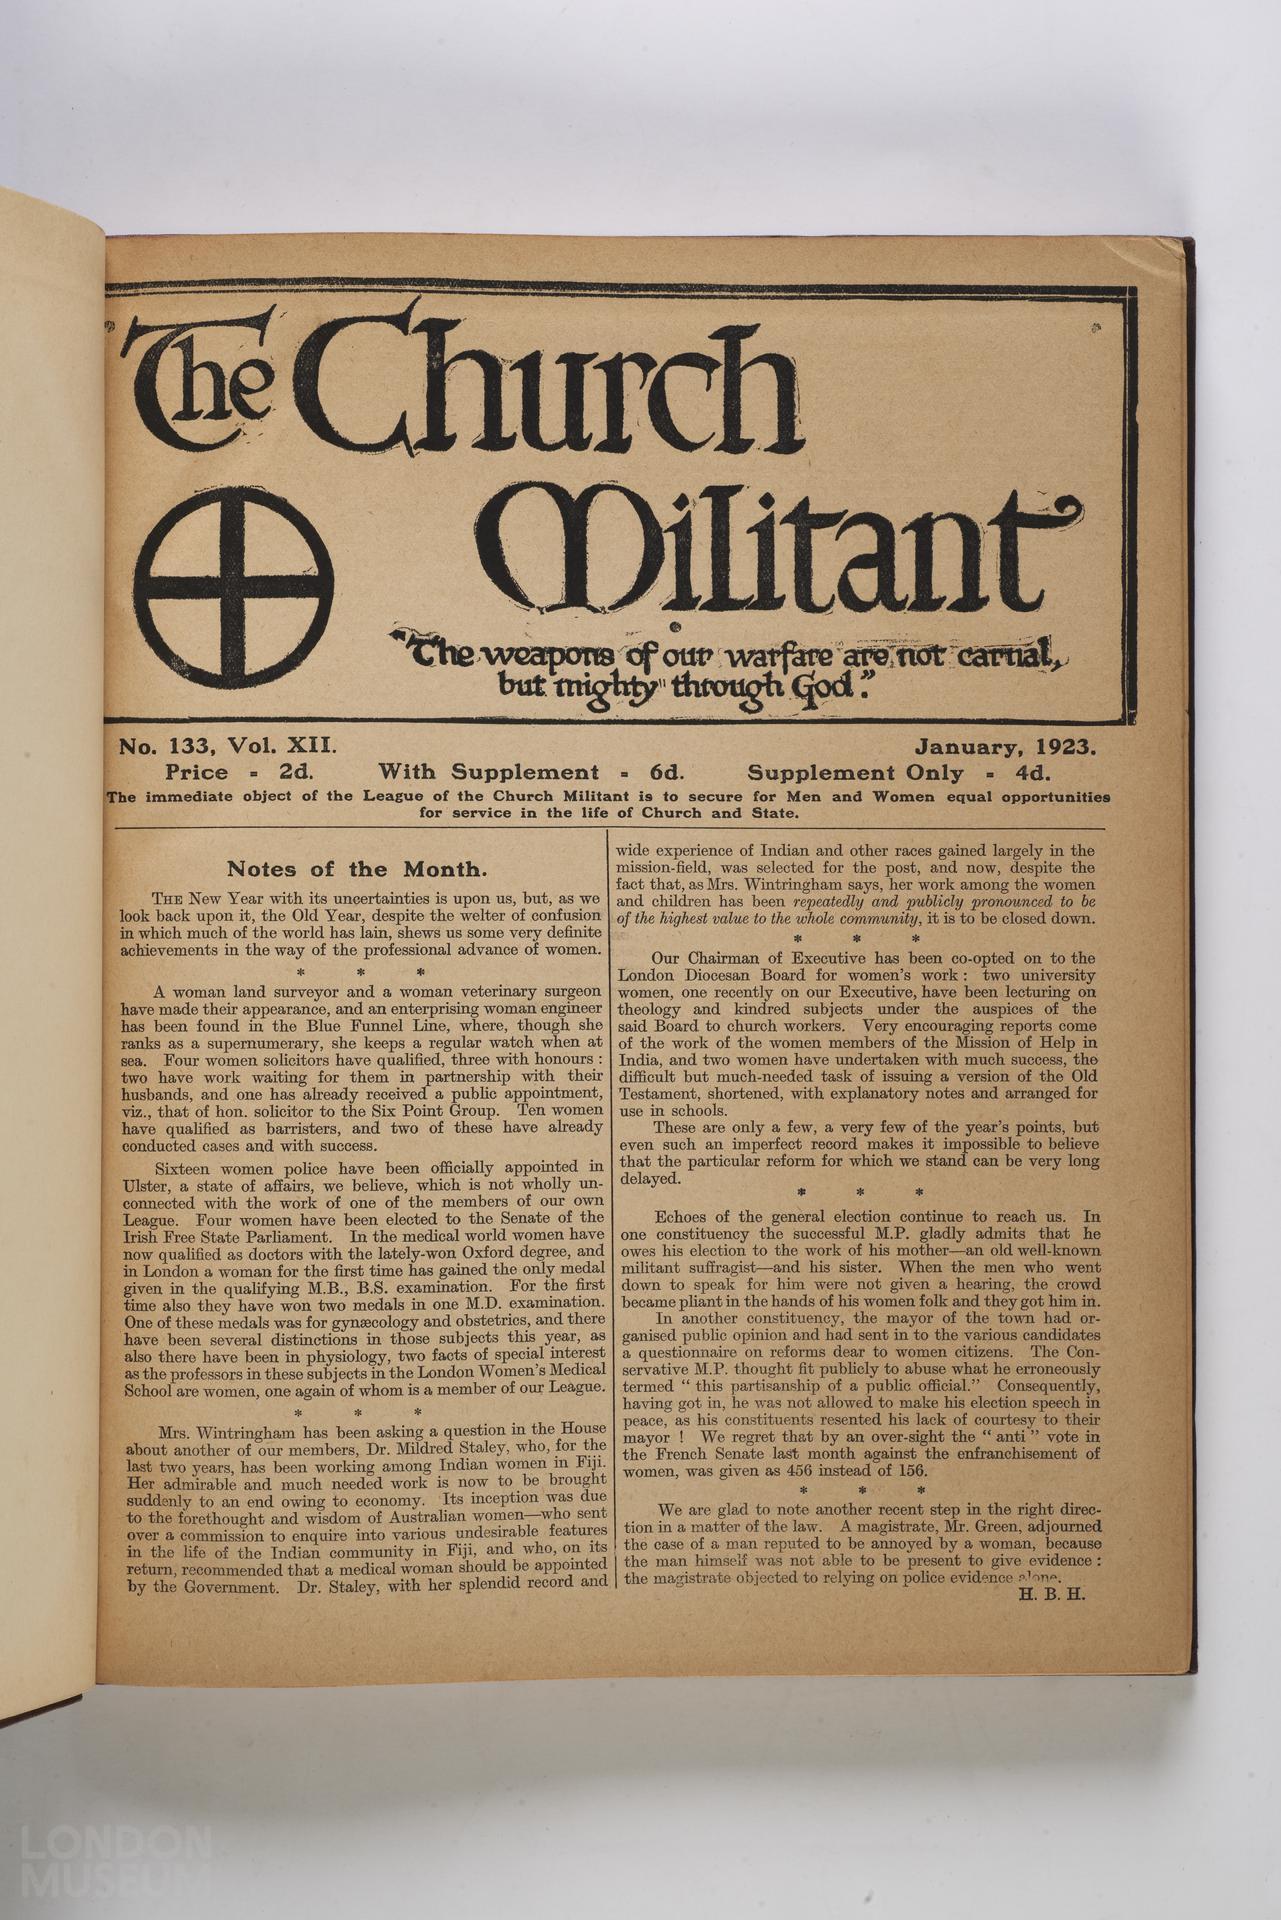 The Church
Militant
"The weapons of our warfare are not carnal,
but mighty through God."
No. 133, Vol. XII.
January, 1923.
Price = 2d. With Supplement = 6d. Supplement Only = 4d.
The immediate object of the League of the Church Militant is to secure for Men and Women equal opportunities
for service in the life of Church and State.
Notes of the Month.
THE New Year with its uncertainties is upon us, but, as we
look back upon it, the Old Year, despite the welter of confusion
in which much of the world has lain, shews us some very definite
achievements in the way of the professional advance of women.
* * *
A woman land surveyor and a woman veterinary surgeon
have made their appearance, and an enterprising woman engineer
has been found in the Blue Funnel Line, where, though she
ranks as a supernumerary, she keeps a regular watch when at
sea. Four women solicitors have qualified, three with honours :
two have work waiting for them in partnership with their
husbands, and one has already received a public appointment,
viz., that of hon. solicitor to the Six Point Group. Ten women
have qualified as barristers, and two of these have already
conducted cases and with success.
Sixteen women police have been officially appointed in
Ulster, a state of affairs, we believe, which is not wholly un-
connected with the work of one of the members of our own
League. Four women have been elected to the Senate of the
Irish Free State Parliament. In the medical world women have
now qualified as doctors with the lately-won Oxford degree, and
in London a woman for the first time has gained the only medal
given in the qualifying M.B., B.S. examination. For the first
time also they have won two medals in one M.D. examination.
One of these medals was for gynæcology and obstetrics, and there
have been several distinctions in those subjects this year, as
also there have been in physiology, two facts of special interest
as the professors in these subjects in the London Women's Medical
School are women, one again of whom is a member of our League.
* * *
Mrs. Wintringham has been asking a question in the House
about another of our members, Dr. Mildred Staley, who, for the
last two years, has been working among Indian women in Fiji.
Her admirable and much needed work is now to be brought
suddenly to an end owing to economy. Its inception was due
to the forethought and wisdom of Australian women—who sent
over a commission to enquire into various undesirable features
in the life of the Indian community in Fiji, and who, on its
return, recommended that a medical woman should be appointed
by the Government. Dr. Staley, with her splendid record and
wide experience of Indian and other races gained largely in the
mission-field, was selected for the post, and now, despite the
fact that, as Mrs. Wintringham says, her work among the women
and children has been repeatedly and publicly pronounced to be
of the highest value to the whole community, it is to be closed down.
* * *
Our Chairman of Executive has been co-opted on to the
London Diocesan Board for women's work : two university
women, one recently on our Executive, have been lecturing on
theology and kindred subjects under the auspices of the
said Board to church workers. Very encouraging reports come
of the work of the women members of the Mission of Help in
India, and two women have undertaken with much success, the
difficult but much-needed task of issuing a version of the Old
Testament, shortened, with explanatory notes and arranged for
use in schools.
These are only a few, a very few of the year's points, but
even such an imperfect record makes it impossible to believe
that the particular reform for which we stand can be very long
delayed.
* * *
Echoes of the general election continue to reach us. In
one constituency the successful M.P. gladly admits that he
owes his election to the work of his mother—an old well-known
militant suffragist—and his sister. When the men who went
down to speak for him were not given a hearing, the crowd
became pliant in the hands of his women folk and they got him in.
In another constituency, the mayor of the town had or-
ganised public opinion and had sent in to the various candidates
a questionnaire on reforms dear to women citizens. The Con-
servative M.P. thought fit publicly to abuse what he erroneously
termed " this partisanship of a public official." Consequently,
having got in, he was not allowed to make his election speech in
peace, as his constituents resented his lack of courtesy to their
mayor ! We regret that by an over-sight the " anti " vote in
the French Senate last month against the enfranchisement of
women, was given as 456 instead of 156.
* * *
We are glad to note another recent step in the right direc-
tion in a matter of the law. A magistrate, Mr. Green, adjourned
the case of a man reputed to be annoyed by a woman, because
the man himself was not able to be present to give evidence :
the magistrate objected to relying on police evidence alone.
H. B. H.
LONDON
MUSEUM